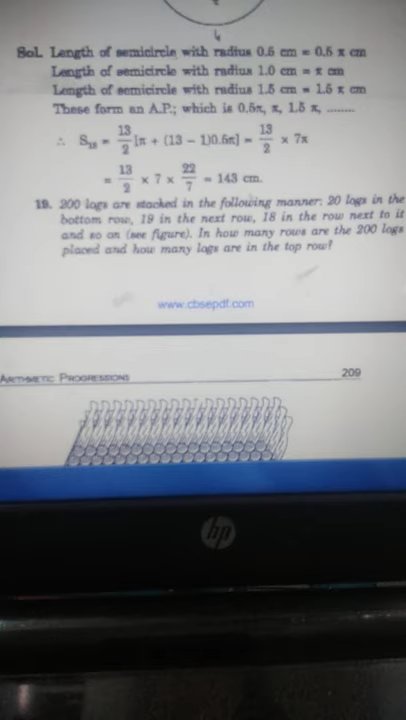 4
Sol. Length of semicircle with radius 0.5 cm = 0.5 π cm
Length of semicircle with radius 1.0 cm = π cm
Length of semicircle with radius 1.5 cm = 1.5 π cm
These form an A.P.; which is 0.5π, π, 1.5 π, ........
∴ S₁₃ = 13/2 [π + (13 – 1)0.5π] = 13/2 × 7π
= 13/2 × 7 × 22/7 = 143 cm.
19. 200 logs are stacked in the following manner: 20 logs in the
bottom row, 19 in the next row, 18 in the row next to it
and so on (see figure). In how many rows are the 200 logs
placed and how many logs are in the top row?
www.cbsepdf.com
ARITHMETIC PROGRESSIONS
209
hp